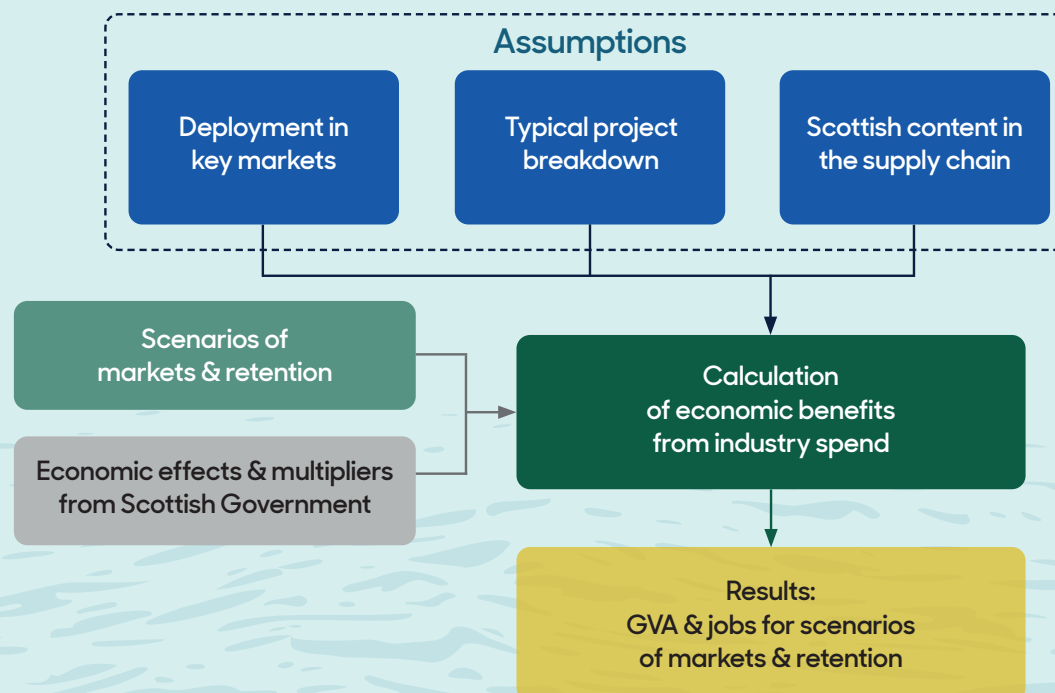 Assumptions
Deployment in
key markets
Typical project
breakdown
Scottish content in
the supply chain
Scenarios of
markets & retention
Economic effects & multipliers
from Scottish Government
Calculation
of economic benefits
from industry spend
Results:
GVA & jobs for scenarios
of markets & retention